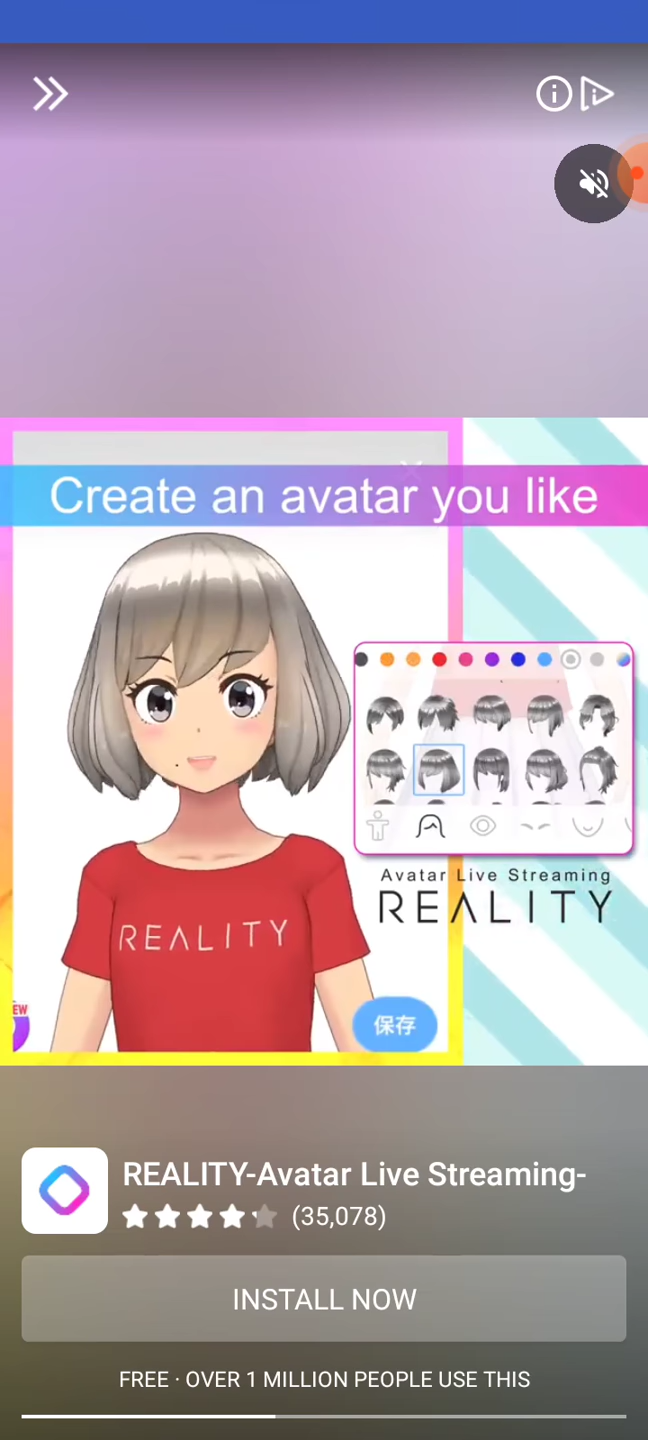 Create an avatar you like
Avatar Live Streaming
REALITY
REALITY
EW
保存
REALITY-Avatar Live Streaming-
(35,078)
INSTALL NOW
FREE · OVER 1 MILLION PEOPLE USE THIS